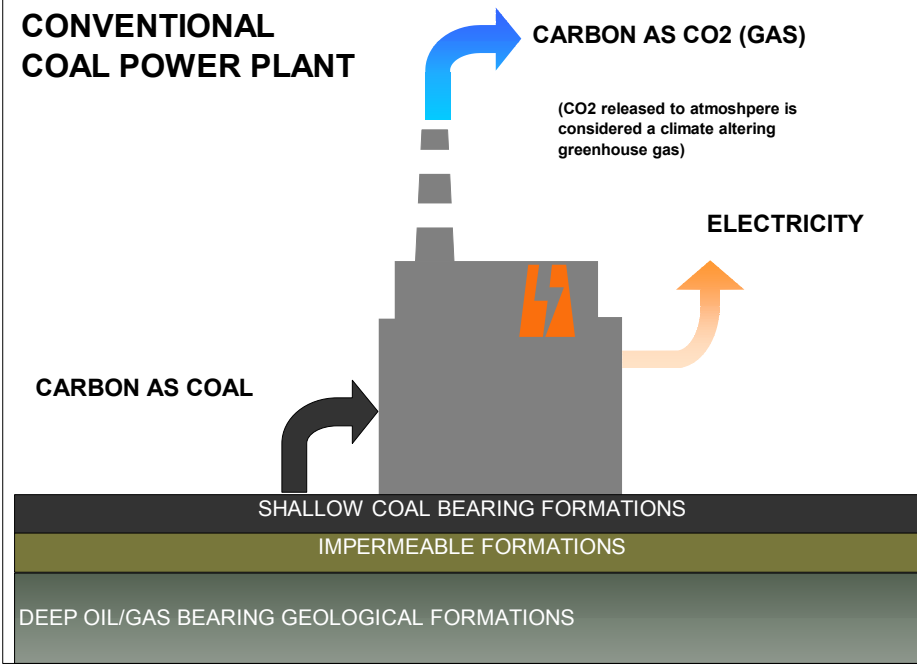 CONVENTIONAL
COAL POWER PLANT
CARBON AS CO2 (GAS)
(CO2 released to atmoshpere is
considered a climate altering
greenhouse gas)
ELECTRICITY
CARBON AS COAL
SHALLOW COAL BEARING FORMATIONS
IMPERMEABLE FORMATIONS
DEEP OIL/GAS BEARING GEOLOGICAL FORMATIONS